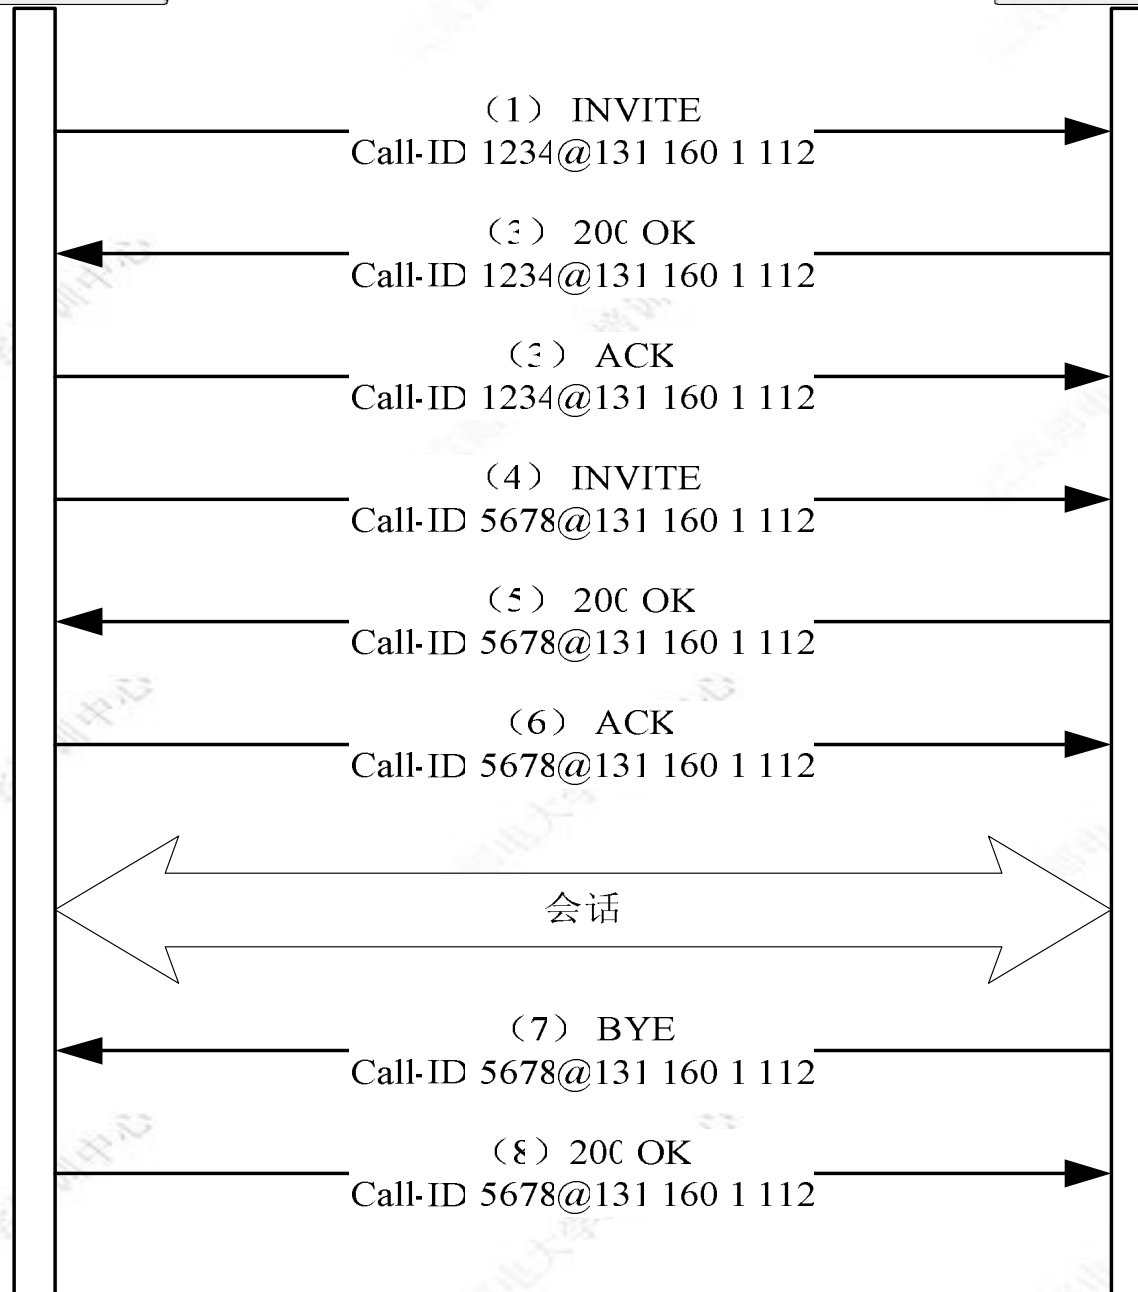 （1） INVITE
Call-ID 1234@131 160 1 112
（3） 200 OK
Call-ID 1234@131 160 1 112
（3） ACK
Call-ID 1234@131 160 1 112
（4） INVITE
Call-ID 5678@131 160 1 112
（5） 200 OK
Call-ID 5678@131 160 1 112
（6） ACK
Call-ID 5678@131 160 1 112
会话
（7） BYE
Call-ID 5678@131 160 1 112
（8）200 OK
Call-ID 5678@131 160 1 112